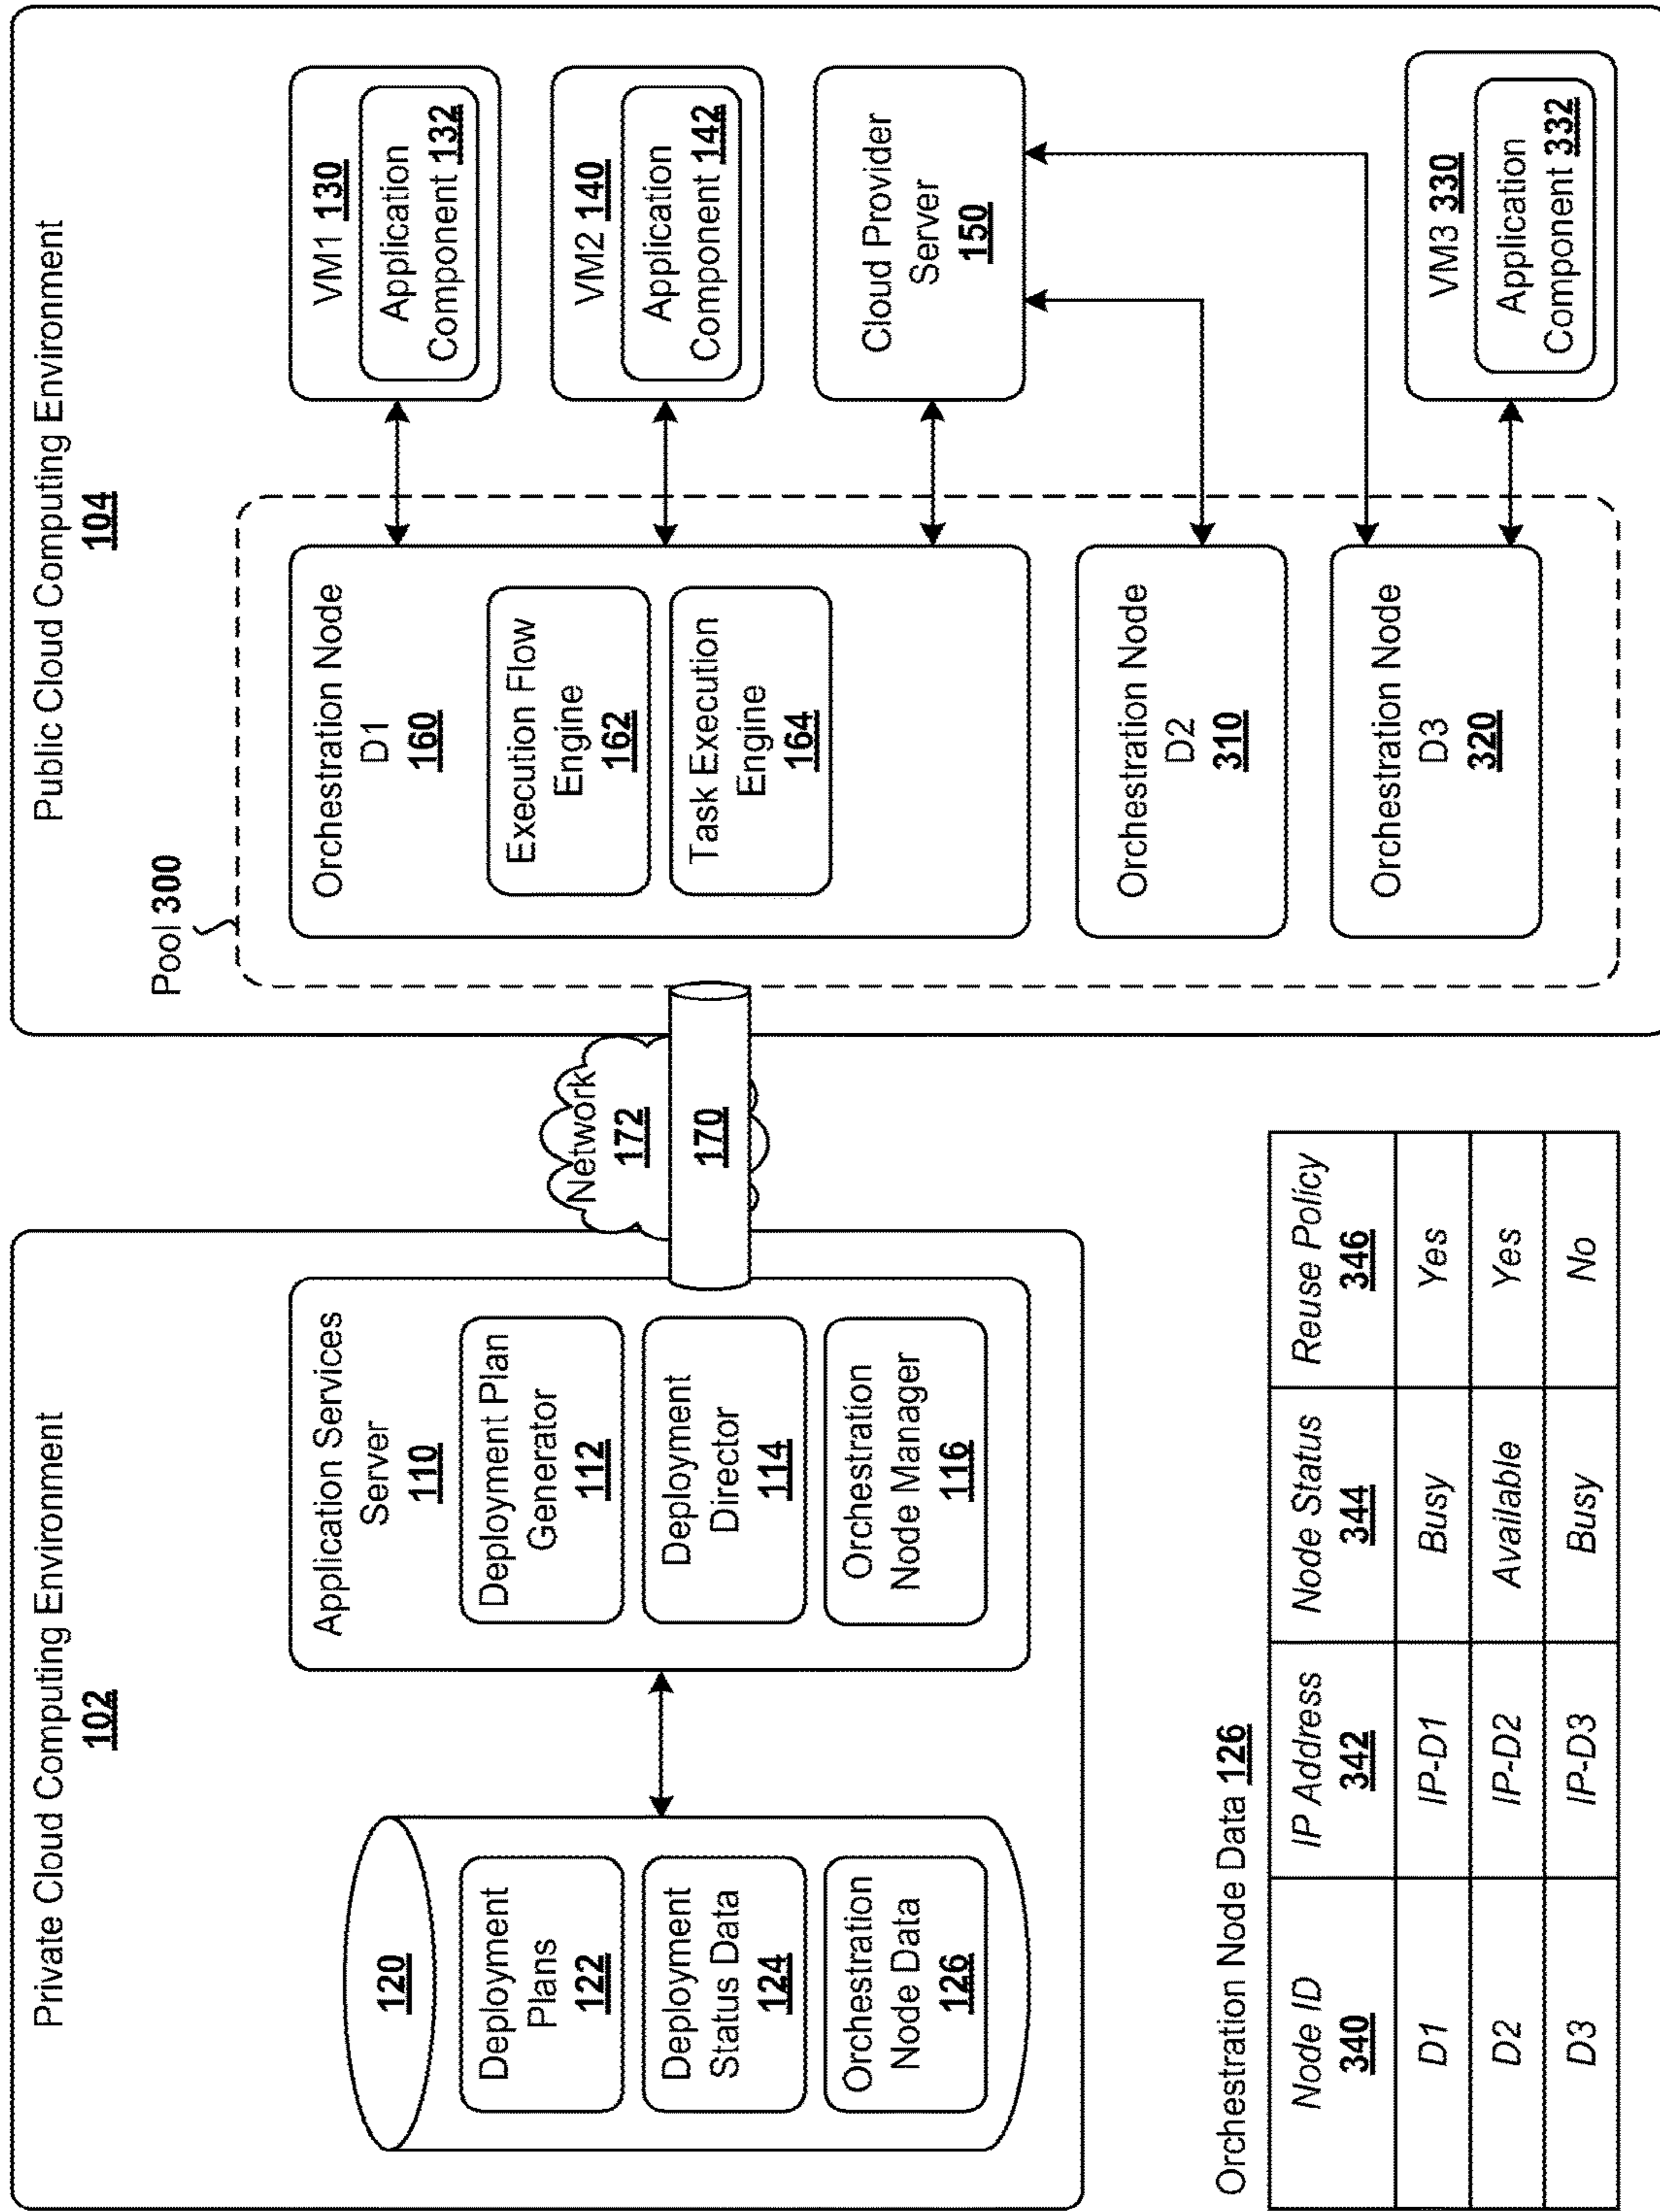 Private Cloud Computing Environment
102
120
Deployment
Plans
122
Deployment
Status Data
124
Orchestration
Node Data
126
Application Services
Server
110
Deployment Plan
Generator
112
Deployment
Director
114
Orchestration
Node Manager
116
Network
172
170
Public Cloud Computing Environment
104
Pool 300
Orchestration Node
D1
160
Execution Flow
Engine
162
Task Execution
Engine
164
Orchestration Node
D2
310
Orchestration Node
D3
320
VM1 130
Application
Component 132
VM2 140
Application
Component 142
Cloud Provider
Server
150
VM3 330
Application
Component 332
Orchestration Node Data 126
Node ID IP Address Node Status Reuse Policy
340 342 344 346
D1 IP-D1 Busy Yes
D2 IP-D2 Available Yes
D3 IP-D3 Busy No